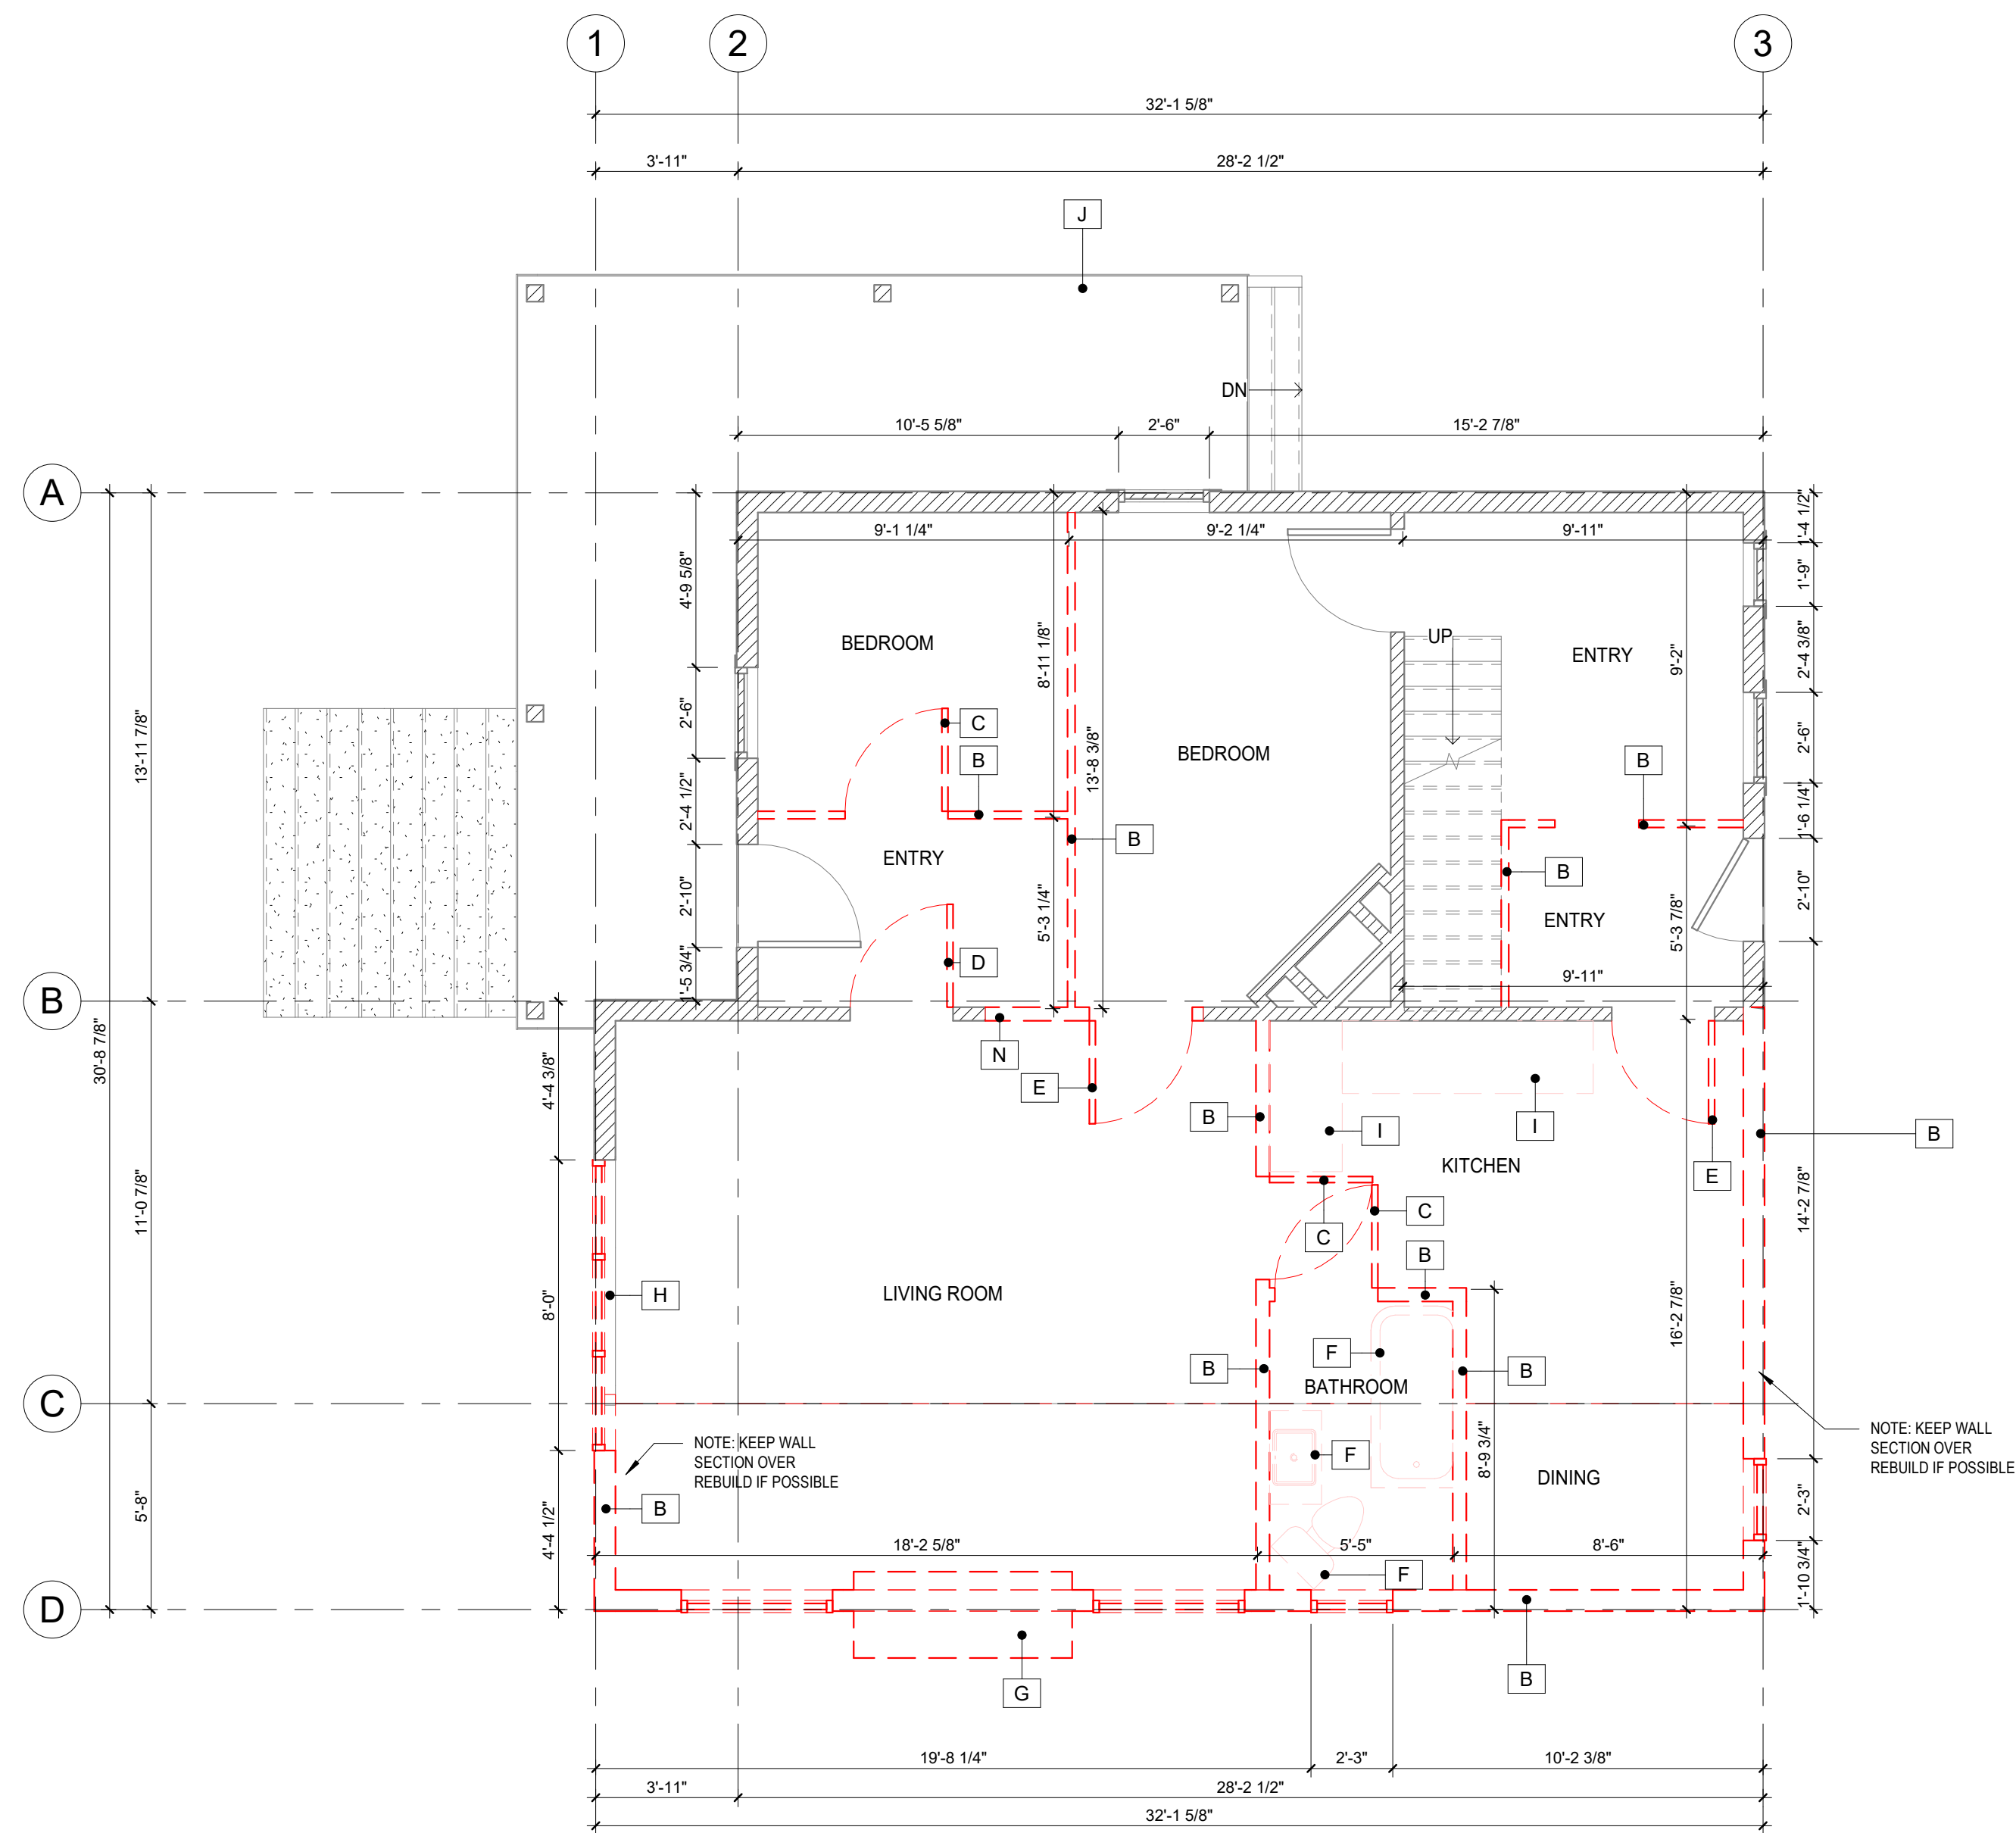 1
2
3
32'-1 5/8"
3'-11"
28'-2 1/2"
J
DN
10'-5 5/8"
2'-6"
15'-2 7/8"
A
9'-1 1/4"
9'-2 1/4"
9'-11"
1'-4 1/2"
1'-9"
4'-9 5/8"
BEDROOM
8'-11 1/8"
UP
ENTRY
9'-2"
2'-4 3/8"
2'-6"
C
B
BEDROOM
13'-8 3/8"
B
2'-6"
13'-11 7/8"
2'-4 1/2"
B
1'-6 1/4"
ENTRY
B
2'-10"
5'-3 1/4"
ENTRY
5'-3 7/8"
2'-10"
D
1'-5 3/4"
9'-11"
B
N
30'-8 7/8"
4'-4 3/8"
E
B
I
I
B
KITCHEN
E
11'-0 7/8"
14'-2 7/8"
C
C
B
LIVING ROOM
H
8'-0"
16'-2 7/8"
F
B
B
BATHROOM
C
NOTE: KEEP WALL
SECTION OVER
REBUILD IF POSSIBLE
NOTE: KEEP WALL
SECTION OVER
REBUILD IF POSSIBLE
F
8'-9 3/4"
DINING
5'-8"
B
4'-4 1/2"
2'-3"
18'-2 5/8"
5'-5"
8'-6"
F
1'-10 3/4"
D
G
B
19'-8 1/4"
2'-3"
10'-2 3/8"
3'-11"
28'-2 1/2"
32'-1 5/8"